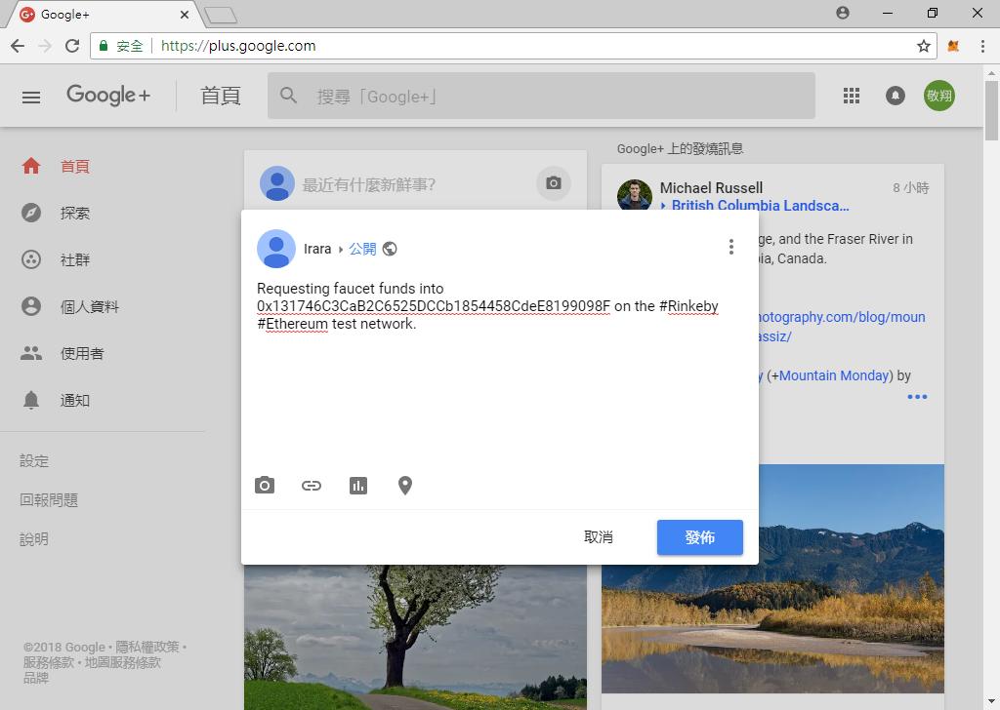 Google+
安全
https://plus.google.com
Google+
首頁
搜尋「Google+」
敬翔
首頁
探索
社群
個人資料
使用者
通知
設定
回報問題
說明
©2018 Google • 隱私權政策 •
服務條款 • 地圖服務條款
品牌
最近有什麼新鮮事?
Irara
公開
Requesting faucet funds into
0x131746C3CaB2C6525DCCb1854458CdeE8199098F on the #Rinkeby
#Ethereum test network.
取消
發佈
Google+ 上的發燒訊息
Michael Russell
8 小時
British Columbia Landsca...
ge, and the Fraser River in
ia, Canada.
notography.com/blog/moun
assiz/
y (+Mountain Monday) by